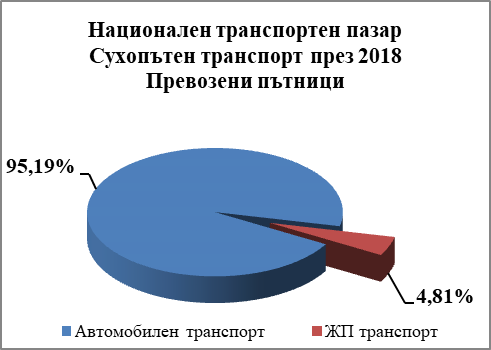 Национален транспортен пазар
Сухопътен транспорт през 2018
Превозени пътници
95,19%
4,81%
Автомобилен транспорт
ЖП транспорт